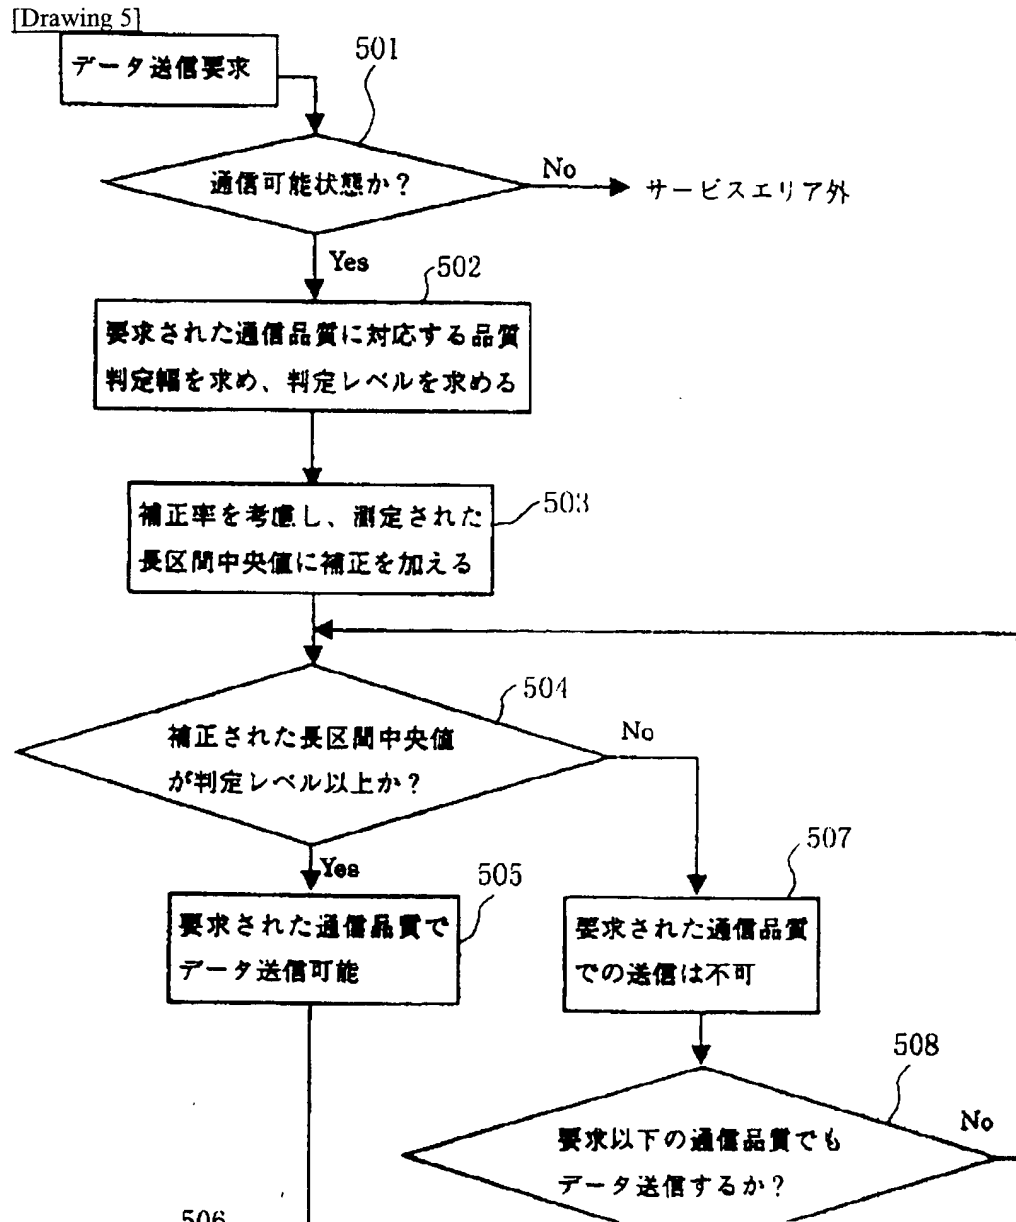 [Drawing 5]
データ送信要求
501
通信可能状態か？
No
サービスエリア外
Yes
502
要求された通信品質に対応する品質
判定幅を求め、判定レベルを求める
503
補正率を考慮し、測定された
長区間中央値に補正を加える
504
補正された長区間中央値
が判定レベル以上か？
No
Yes
505
要求された通信品質で
データ送信可能
507
要求された通信品質
での送信は不可
508
要求以下の通信品質でも
データ送信するか？
No
506